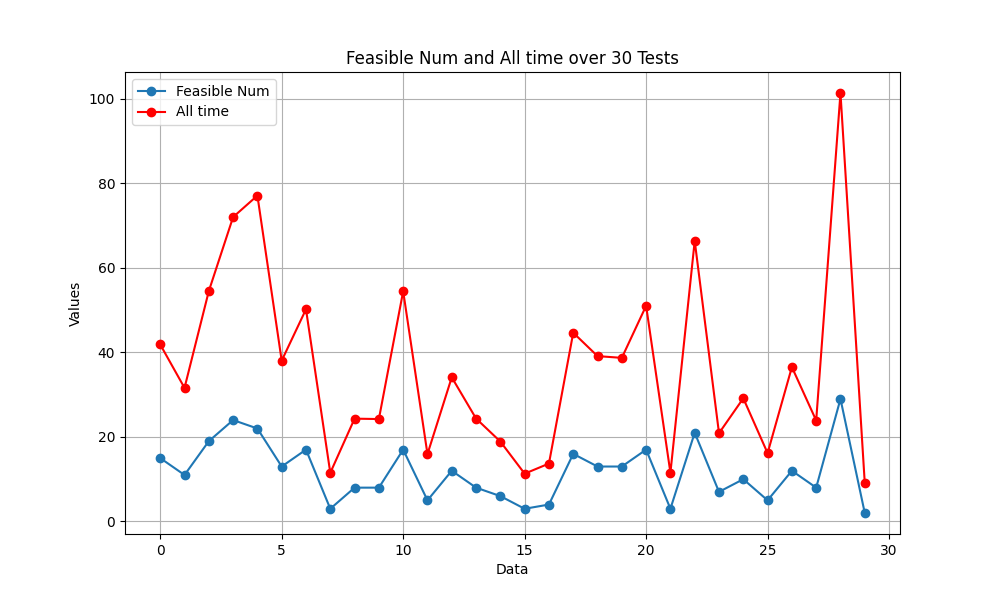 Feasible Num and All time over 30 Tests
Feasible Num
All time
100
80
60
40
20
0
Values
0 5 10 15 20 25 30
Data